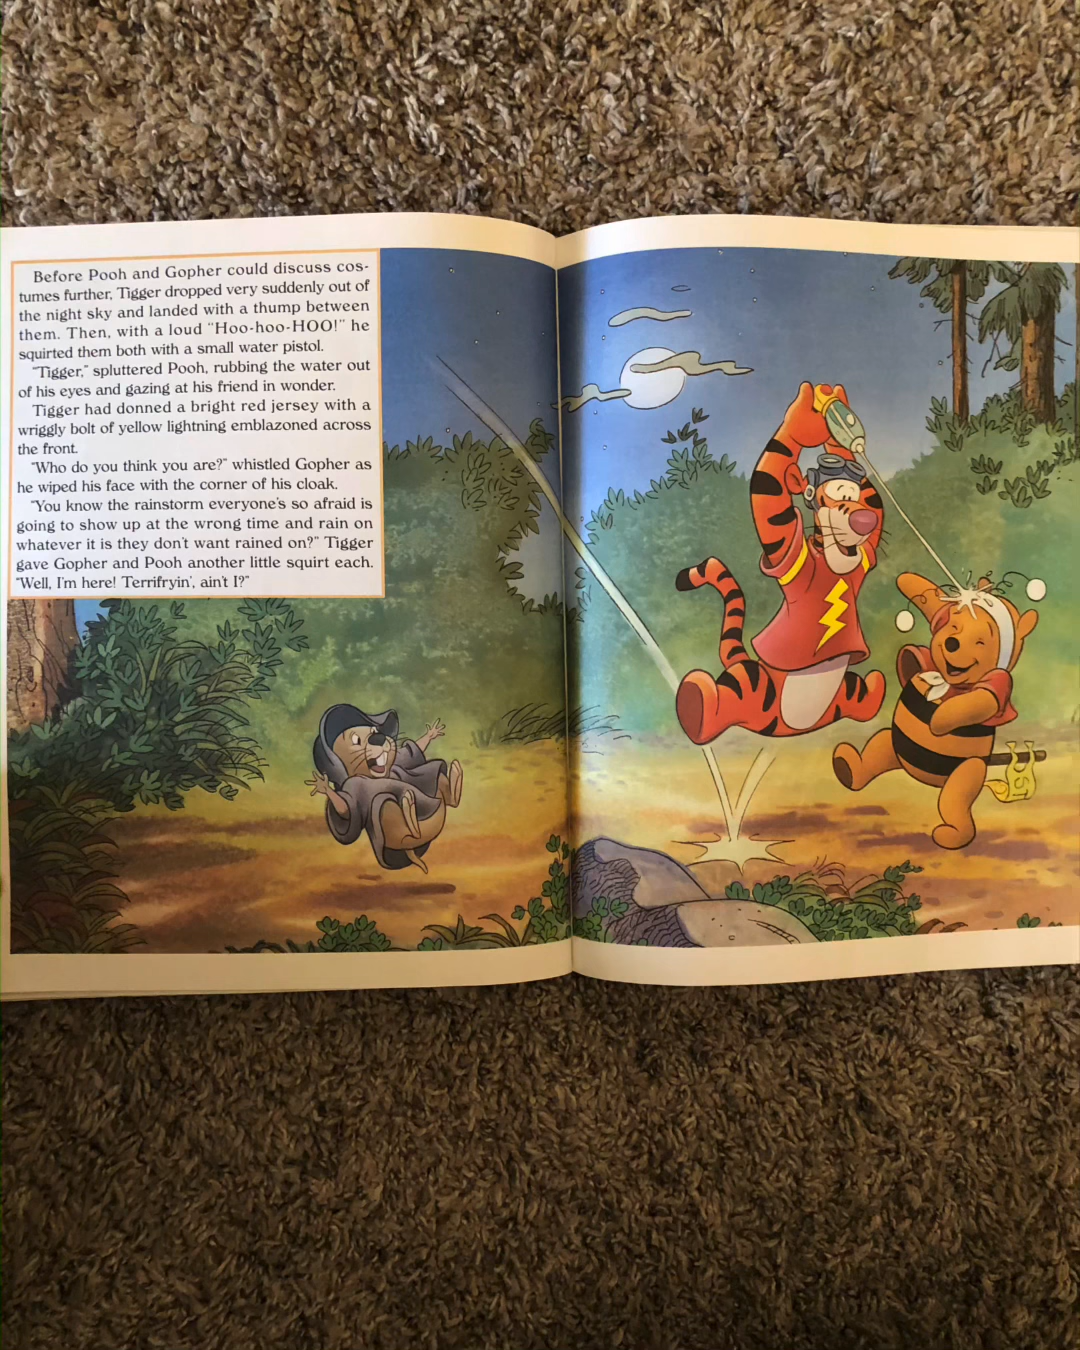 Before Pooh and Gopher could discuss cos-
tumes further, Tigger dropped very suddenly out of
the night sky and landed with a thump between
them. Then, with a loud "Hoo-hoo-HOO!" he
squirted them both with a small water pistol.
"Tigger," spluttered Pooh, rubbing the water out
of his eyes and gazing at his friend in wonder.
Tigger had donned a bright red jersey with a
wriggly bolt of yellow lightning emblazoned across
the front.
"Who do you think you are?" whistled Gopher as
he wiped his face with the corner of his cloak.
"You know the rainstorm everyone's so afraid is
going to show up at the wrong time and rain on
whatever it is they don't want rained on?" Tigger
gave Gopher and Pooh another little squirt each.
"Well, I'm here! Terrifryin', ain't I?"